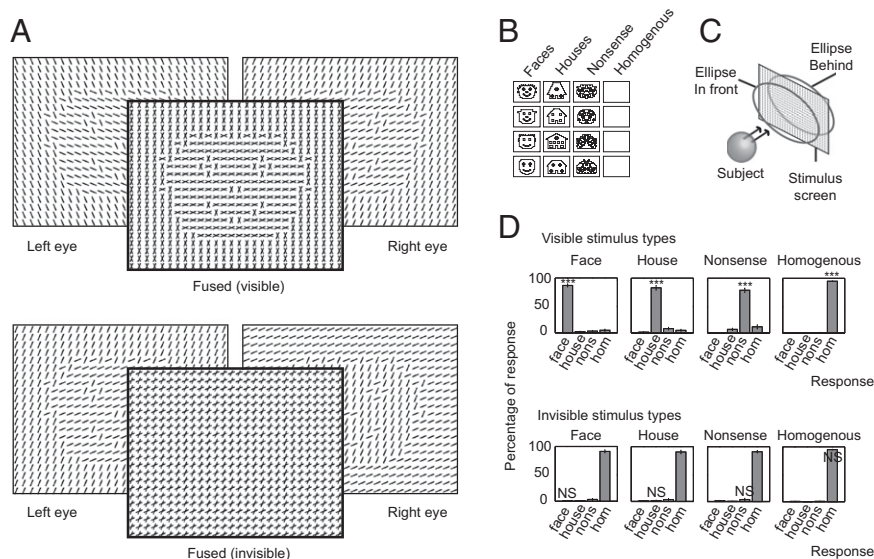 A
Left eye
Right eye
Fused (visible)
Left eye
Right eye
Fused (invisible)
B
Faces
Houses
Nonsense
Homogenous
C
Ellipse
Behind
Ellipse
In front
Subject
Stimulus
screen
D
Visible stimulus types
Face House Nonsense Homogenous
Percentage of response
100
50
0
*** *** *** ***
face house nons hom face house nons hom face house nons hom face house nons hom
Response
Invisible stimulus types
Face House Nonsense Homogenous
100
50
0
NS NS NS NS
face house nons hom face house nons hom face house nons hom face house nons hom
Response